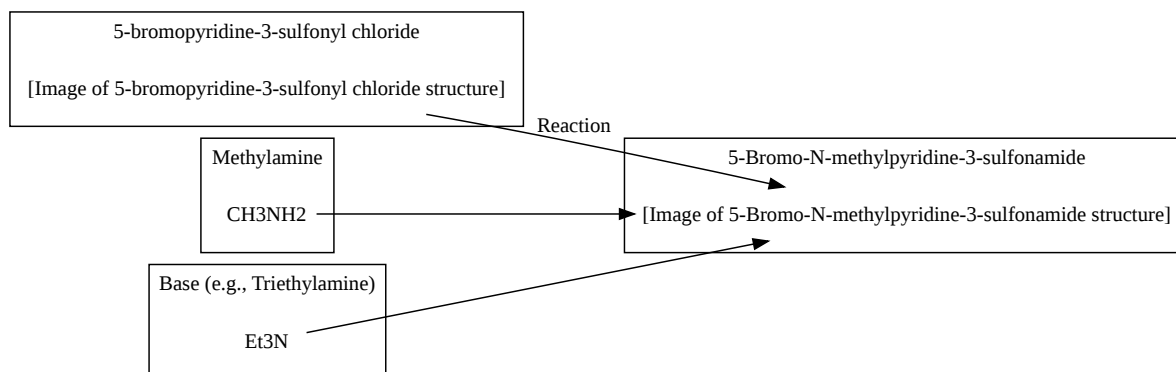 5-bromopyridine-3-sulfonyl chloride
[Image of 5-bromopyridine-3-sulfonyl chloride structure]
Reaction
Methylamine
CH3NH2
5-Bromo-N-methylpyridine-3-sulfonamide
[Image of 5-Bromo-N-methylpyridine-3-sulfonamide structure]
Base (e.g., Triethylamine)
Et3N